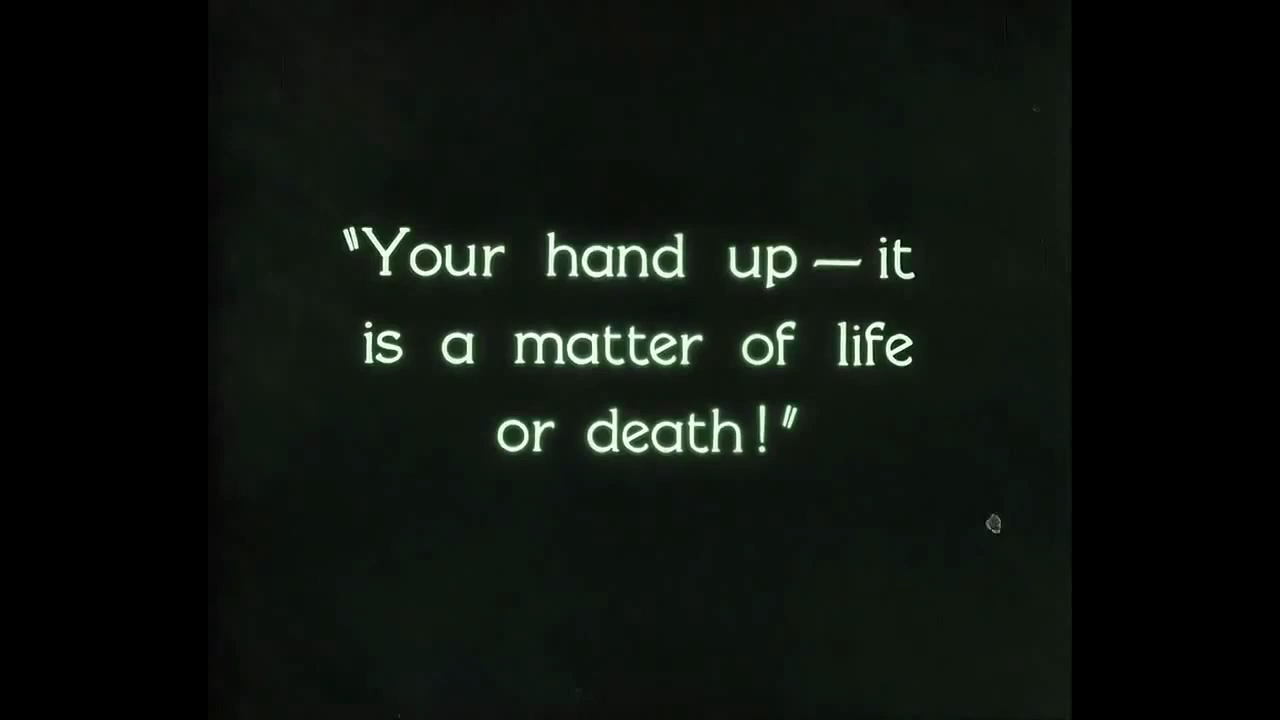 "Your hand up — it
is a matter of life
or death!"